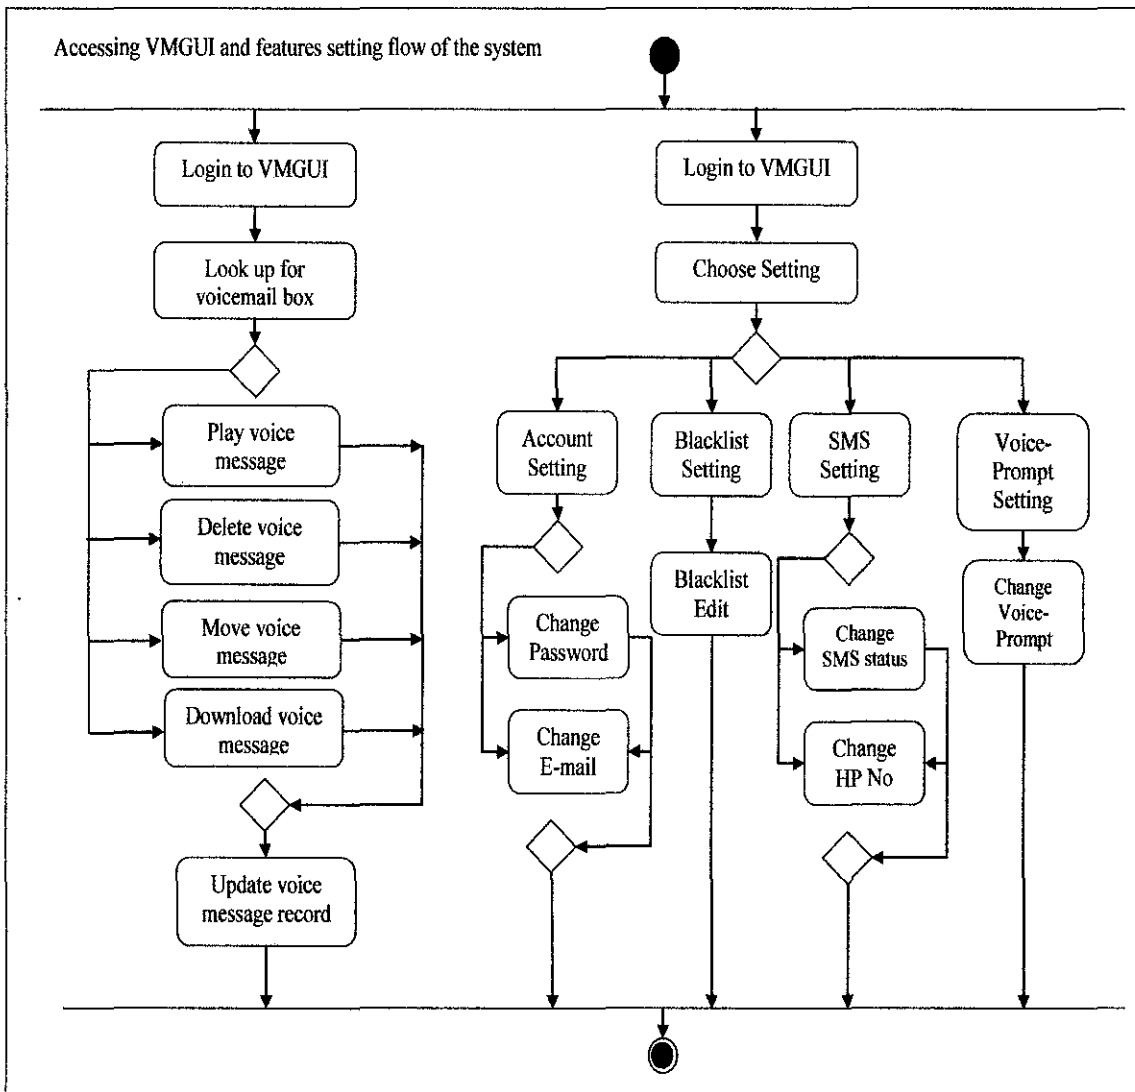 Accessing VMGUI and features setting flow of the system
Login to VMGUI
Look up for
voicemail box
Play voice
message
Delete voice
message
Move voice
message
Download voice
message
Update voice
message record
Login to VMGUI
Choose Setting
Account
Setting
Change
Password
Change
E-mail
Blacklist
Setting
Blacklist
Edit
SMS
Setting
Change
SMS status
Change
HP No
Voice-
Prompt
Setting
Change
Voice-
Prompt